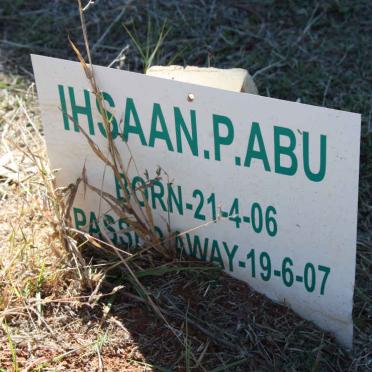 IHSAAN.P.ABU
BORN-21-4-06
PASSED AWAY-19-6-07